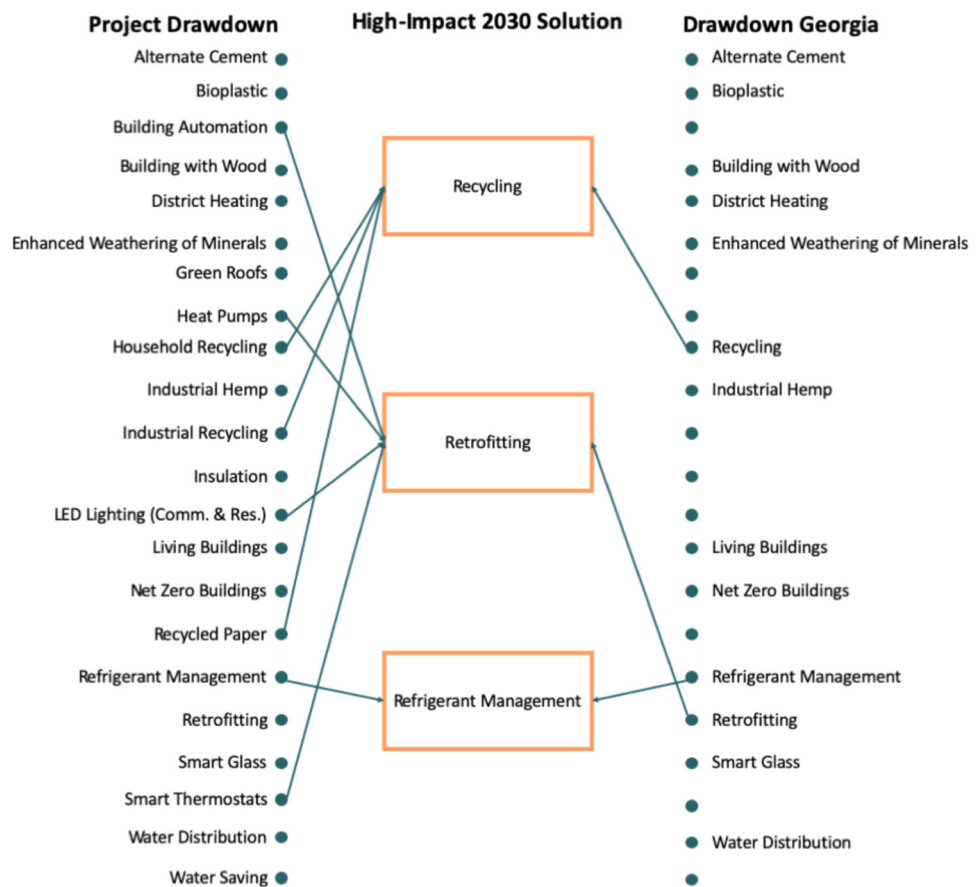 Project Drawdown
High-Impact 2030 Solution
Drawdown Georgia
Alternate Cement
Bioplastic
Building Automation
Building with Wood
District Heating
Enhanced Weathering of Minerals
Green Roofs
Heat Pumps
Household Recycling
Industrial Hemp
Industrial Recycling
Insulation
LED Lighting (Comm. & Res.)
Living Buildings
Net Zero Buildings
Recycled Paper
Refrigerant Management
Retrofitting
Smart Glass
Smart Thermostats
Water Distribution
Water Saving
Recycling
Retrofitting
Refrigerant Management
Alternate Cement
Bioplastic
Building with Wood
District Heating
Enhanced Weathering of Minerals
Recycling
Industrial Hemp
Living Buildings
Net Zero Buildings
Refrigerant Management
Retrofitting
Smart Glass
Water Distribution